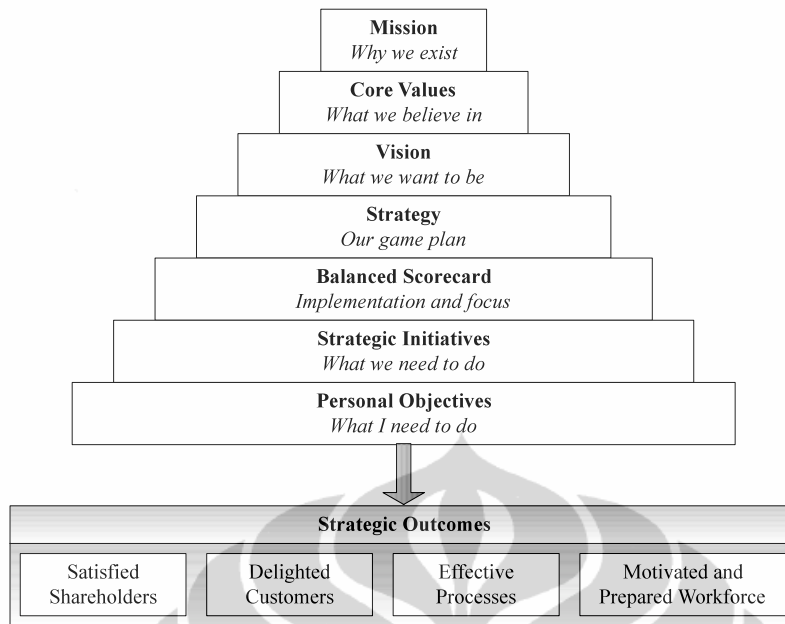 Mission
Why we exist
Core Values
What we believe in
Vision
What we want to be
Strategy
Our game plan
Balanced Scorecard
Implementation and focus
Strategic Initiatives
What we need to do
Personal Objectives
What I need to do
Strategic Outcomes
Satisfied
Shareholders
Delighted
Customers
Effective
Processes
Motivated and
Prepared Workforce